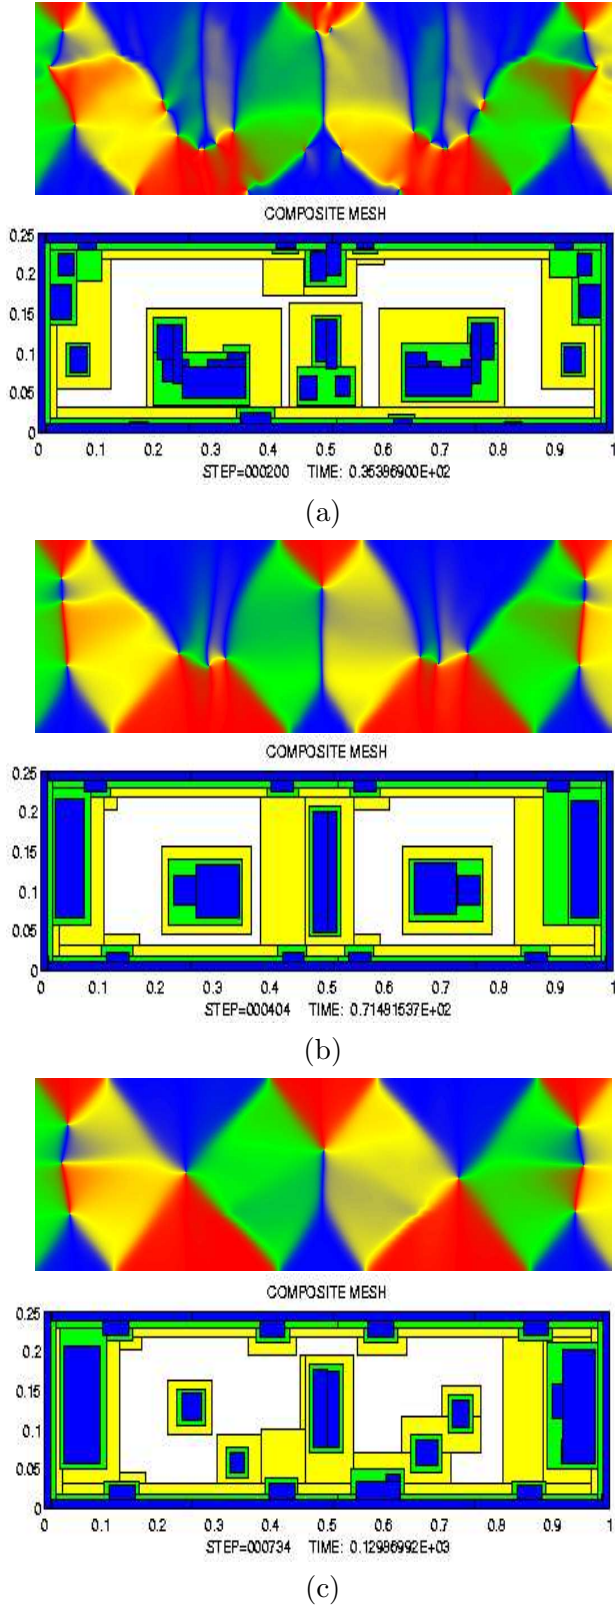 COMPOSITE MESH
0.25
0.2
0.15
0.1
0.05
0
0 0.1 0.2 0.3 0.4 0.5 0.6 0.7 0.8 0.9 1
STEP=000200 TIME: 0.35396900E+02
(a)
COMPOSITE MESH
0.25
0.2
0.15
0.1
0.05
0
0 0.1 0.2 0.3 0.4 0.5 0.6 0.7 0.8 0.9 1
STEP=000404 TIME: 0.71491537E+02
(b)
COMPOSITE MESH
0.25
0.2
0.15
0.1
0.05
0
0 0.1 0.2 0.3 0.4 0.5 0.6 0.7 0.8 0.9 1
STEP=000734 TIME: 0.12986992E+03
(c)